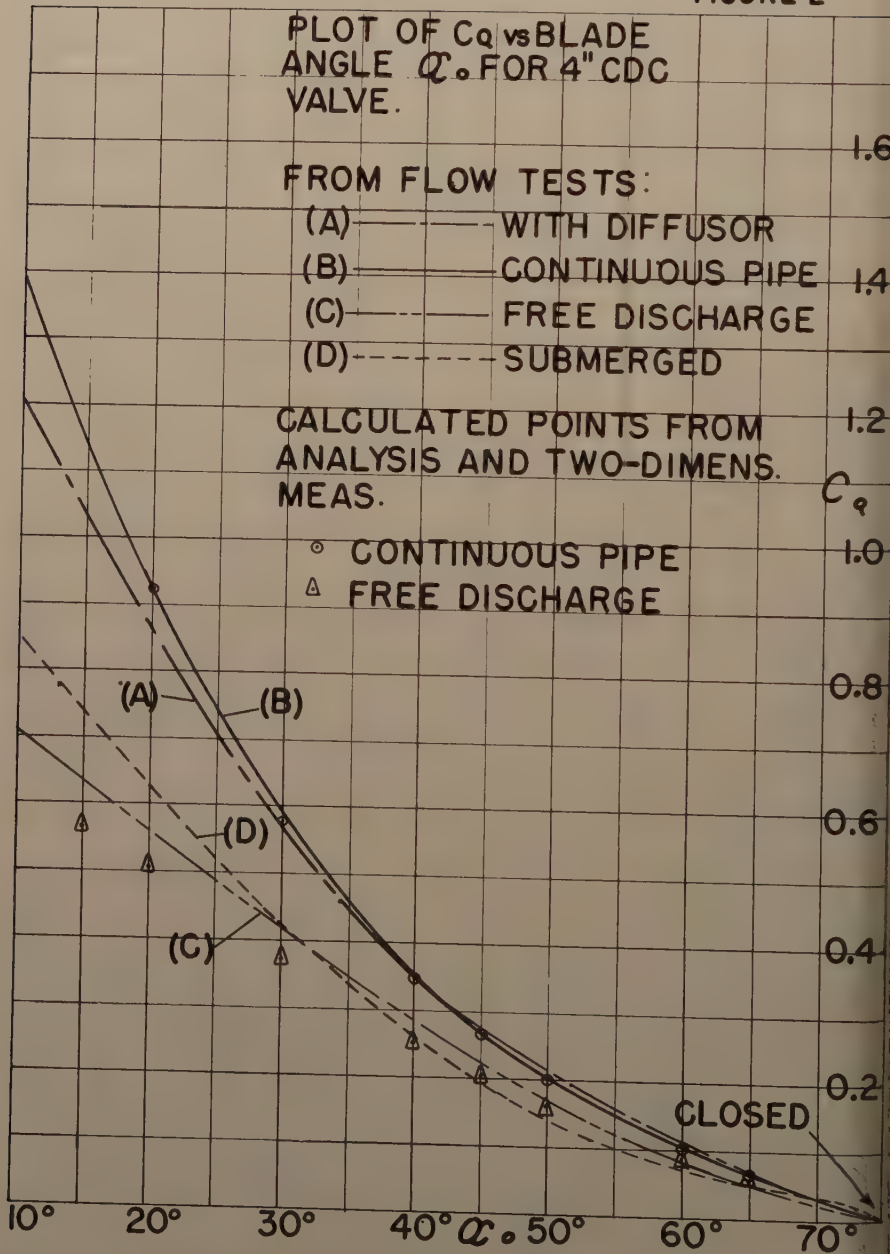 FIGURE 2
PLOT OF CQ vs BLADE
ANGLE α₀ FOR 4" CDC
VALVE.
FROM FLOW TESTS:
(A) WITH DIFFUSOR
(B) CONTINUOUS PIPE
(C) FREE DISCHARGE
(D) SUBMERGED
CALCULATED POINTS FROM
ANALYSIS AND TWO-DIMENS.
MEAS.
CONTINUOUS PIPE
FREE DISCHARGE
1.6
1.4
1.2
CQ
1.0
0.8
0.6
0.4
0.2
(A)
(B)
(D)
(C)
CLOSED
10° 20° 30° 40° α₀ 50° 60° 70°